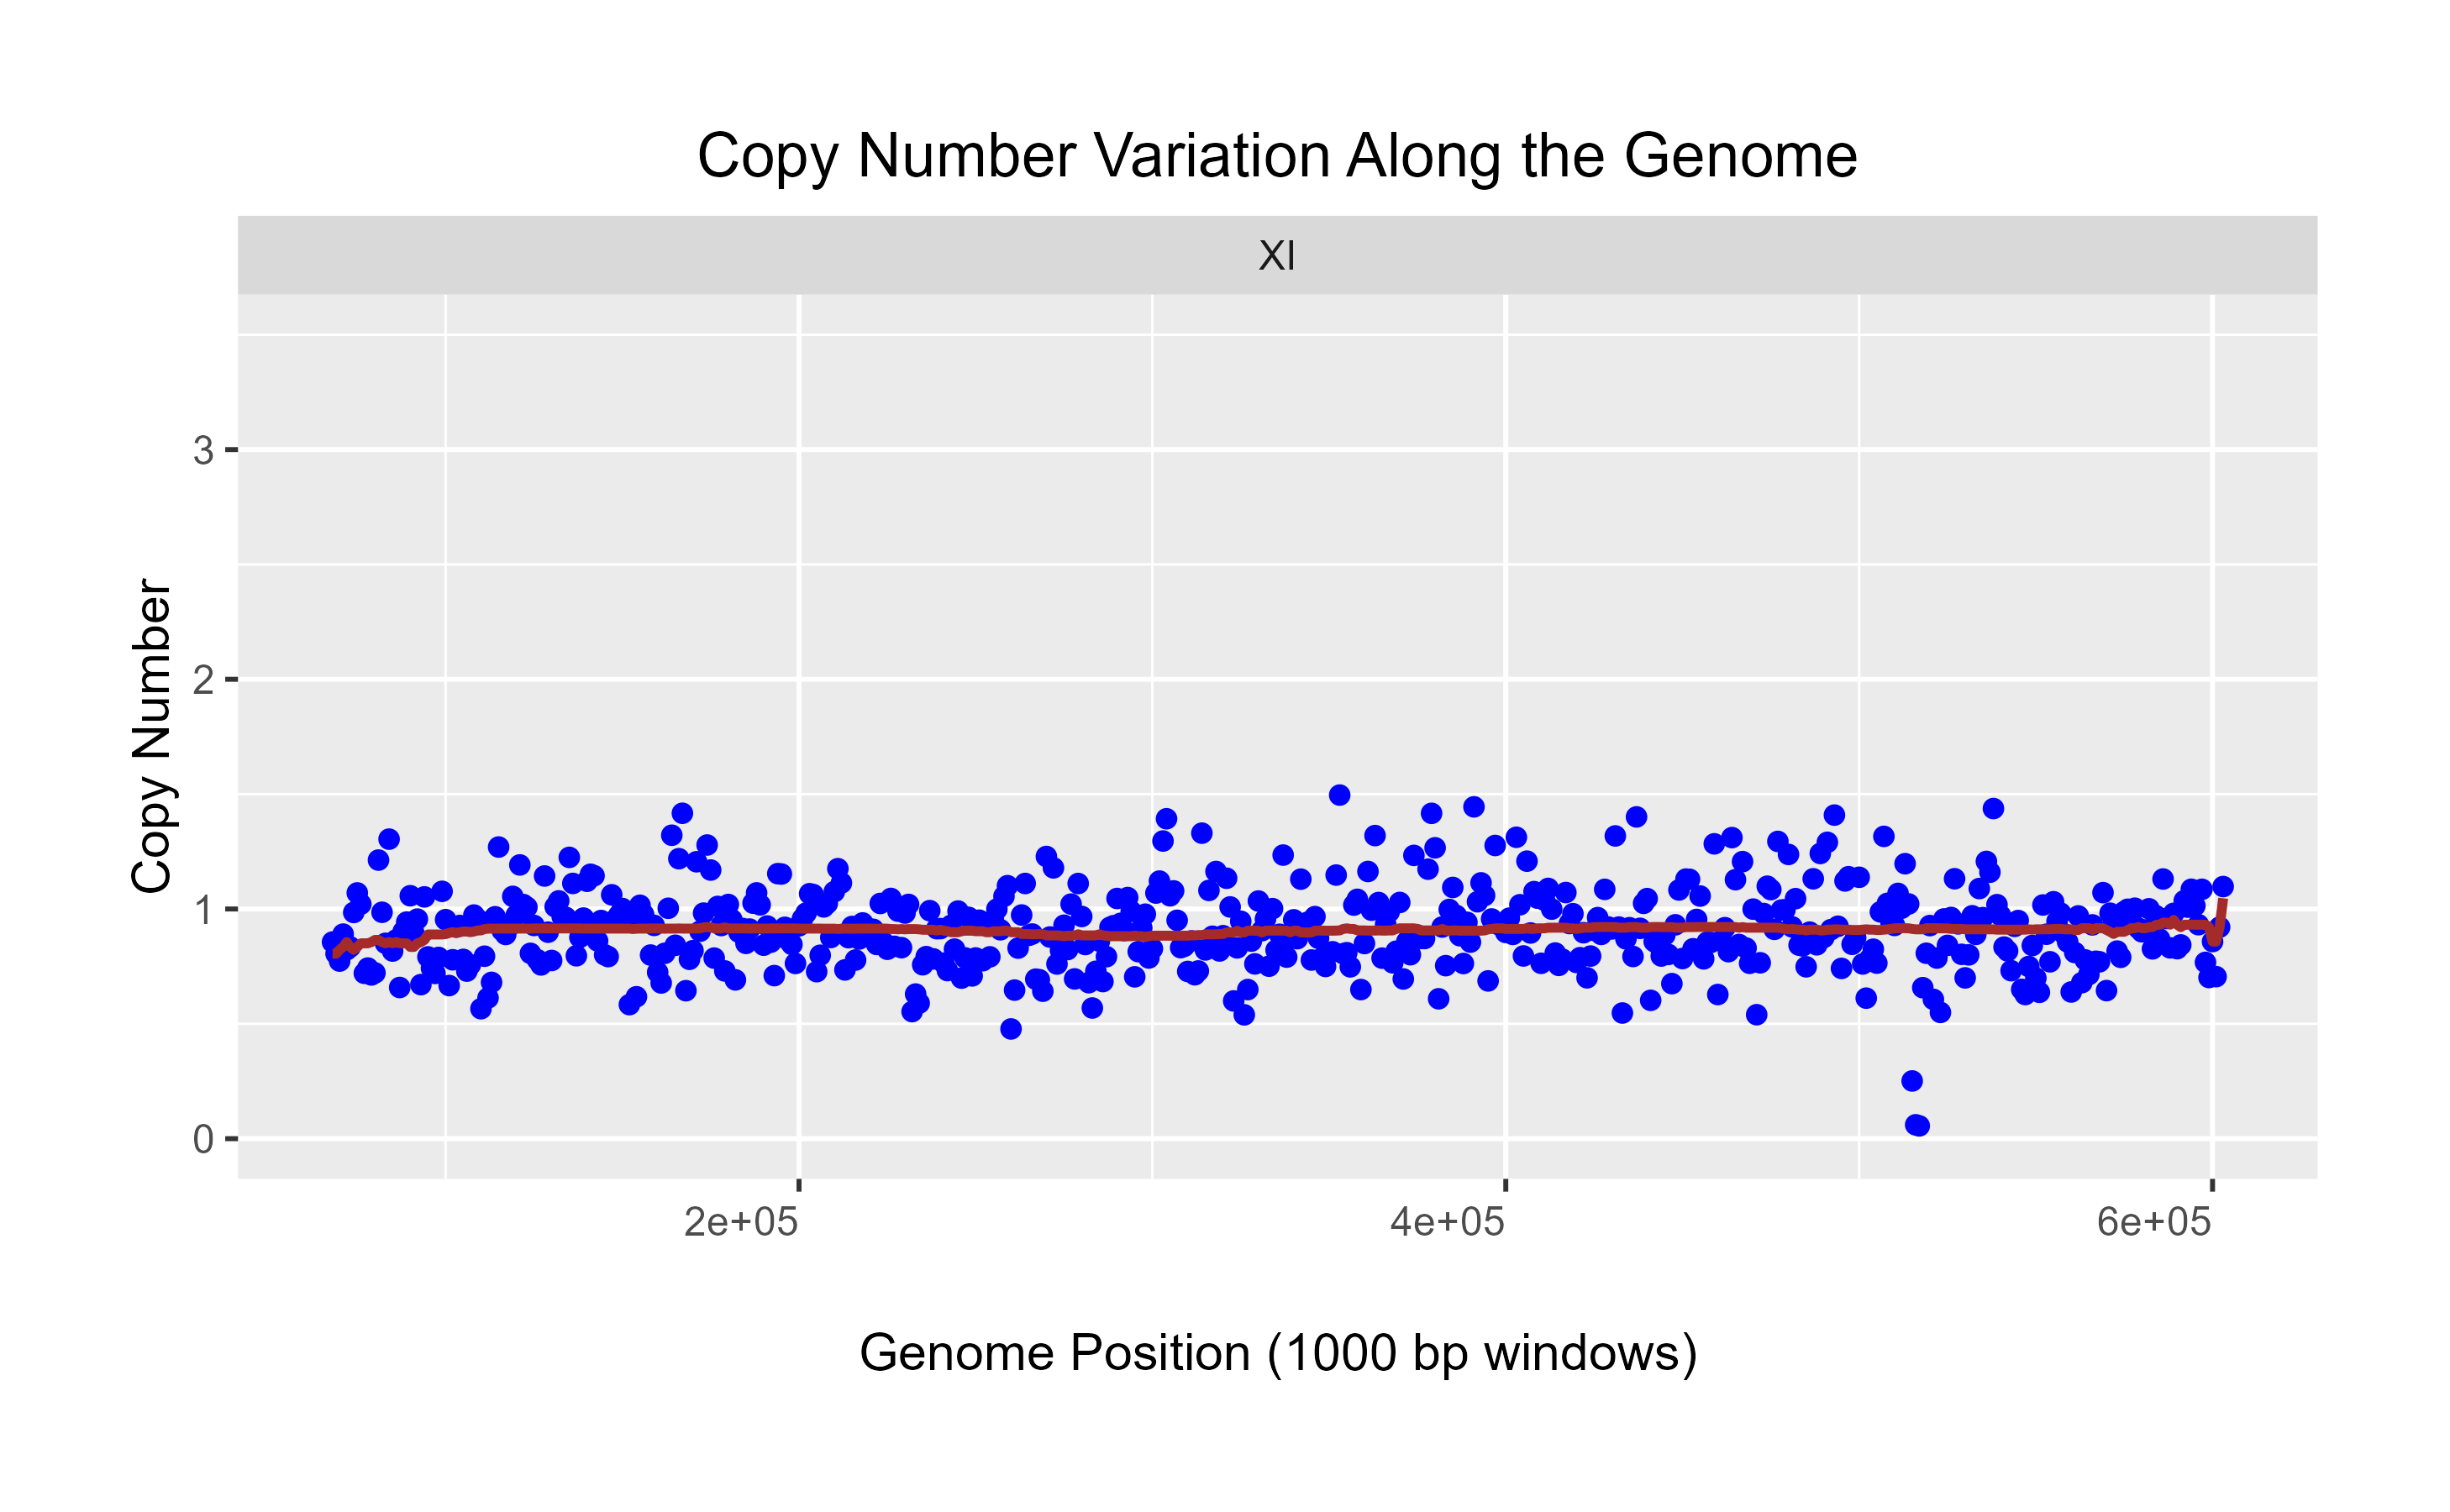 Copy Number Variation Along the Genome
XI
Copy Number
3
2
1
0
2e+05 4e+05 6e+05
Genome Position (1000 bp windows)